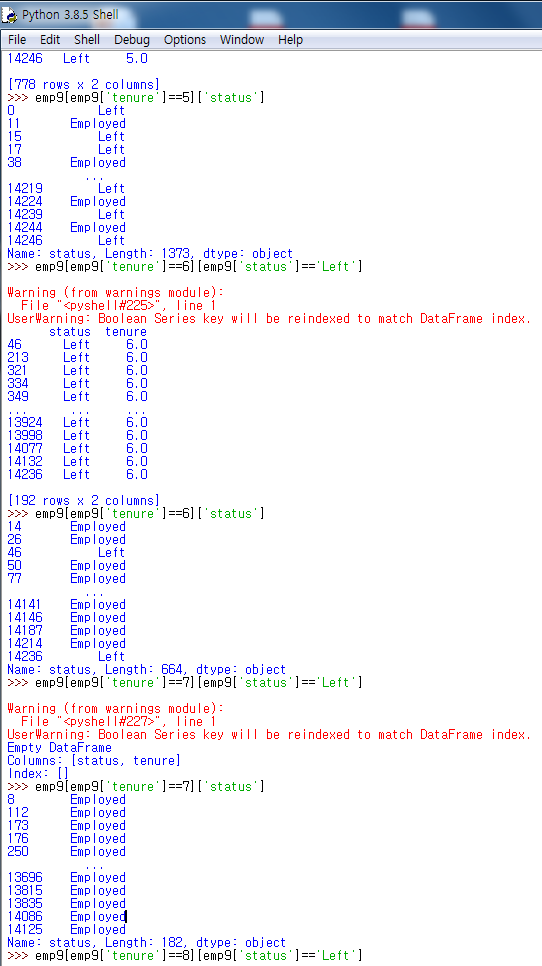 Python 3.8.5 Shell
File Edit Shell Debug Options Window Help
14246 Left 5.0
[778 rows x 2 columns]
>>> emp9[emp9['tenure']==5]['status']
0 Left
11 Employed
15 Left
17 Left
38 Employed
...
14219 Left
14224 Employed
14239 Left
14244 Employed
14246 Left
Name: status, Length: 1373, dtype: object
>>> emp9[emp9['tenure']==6][emp9['status']=='Left']
Warning (from warnings module):
File "<pyshell#225>", line 1
UserWarning: Boolean Series key will be reindexed to match DataFrame index.
status tenure
46 Left 6.0
213 Left 6.0
321 Left 6.0
334 Left 6.0
349 Left 6.0
... ... ...
13924 Left 6.0
13998 Left 6.0
14077 Left 6.0
14132 Left 6.0
14236 Left 6.0
[192 rows x 2 columns]
>>> emp9[emp9['tenure']==6]['status']
14 Employed
26 Employed
46 Left
50 Employed
77 Employed
...
14141 Employed
14146 Employed
14187 Employed
14214 Employed
14236 Left
Name: status, Length: 664, dtype: object
>>> emp9[emp9['tenure']==7][emp9['status']=='Left']
Warning (from warnings module):
File "<pyshell#227>", line 1
UserWarning: Boolean Series key will be reindexed to match DataFrame index.
Empty DataFrame
Columns: [status, tenure]
Index: []
>>> emp9[emp9['tenure']==7]['status']
8 Employed
112 Employed
173 Employed
176 Employed
250 Employed
...
13696 Employed
13815 Employed
13835 Employed
14086 Employed
14125 Employed
Name: status, Length: 182, dtype: object
>>> emp9[emp9['tenure']==8][emp9['status']=='Left']